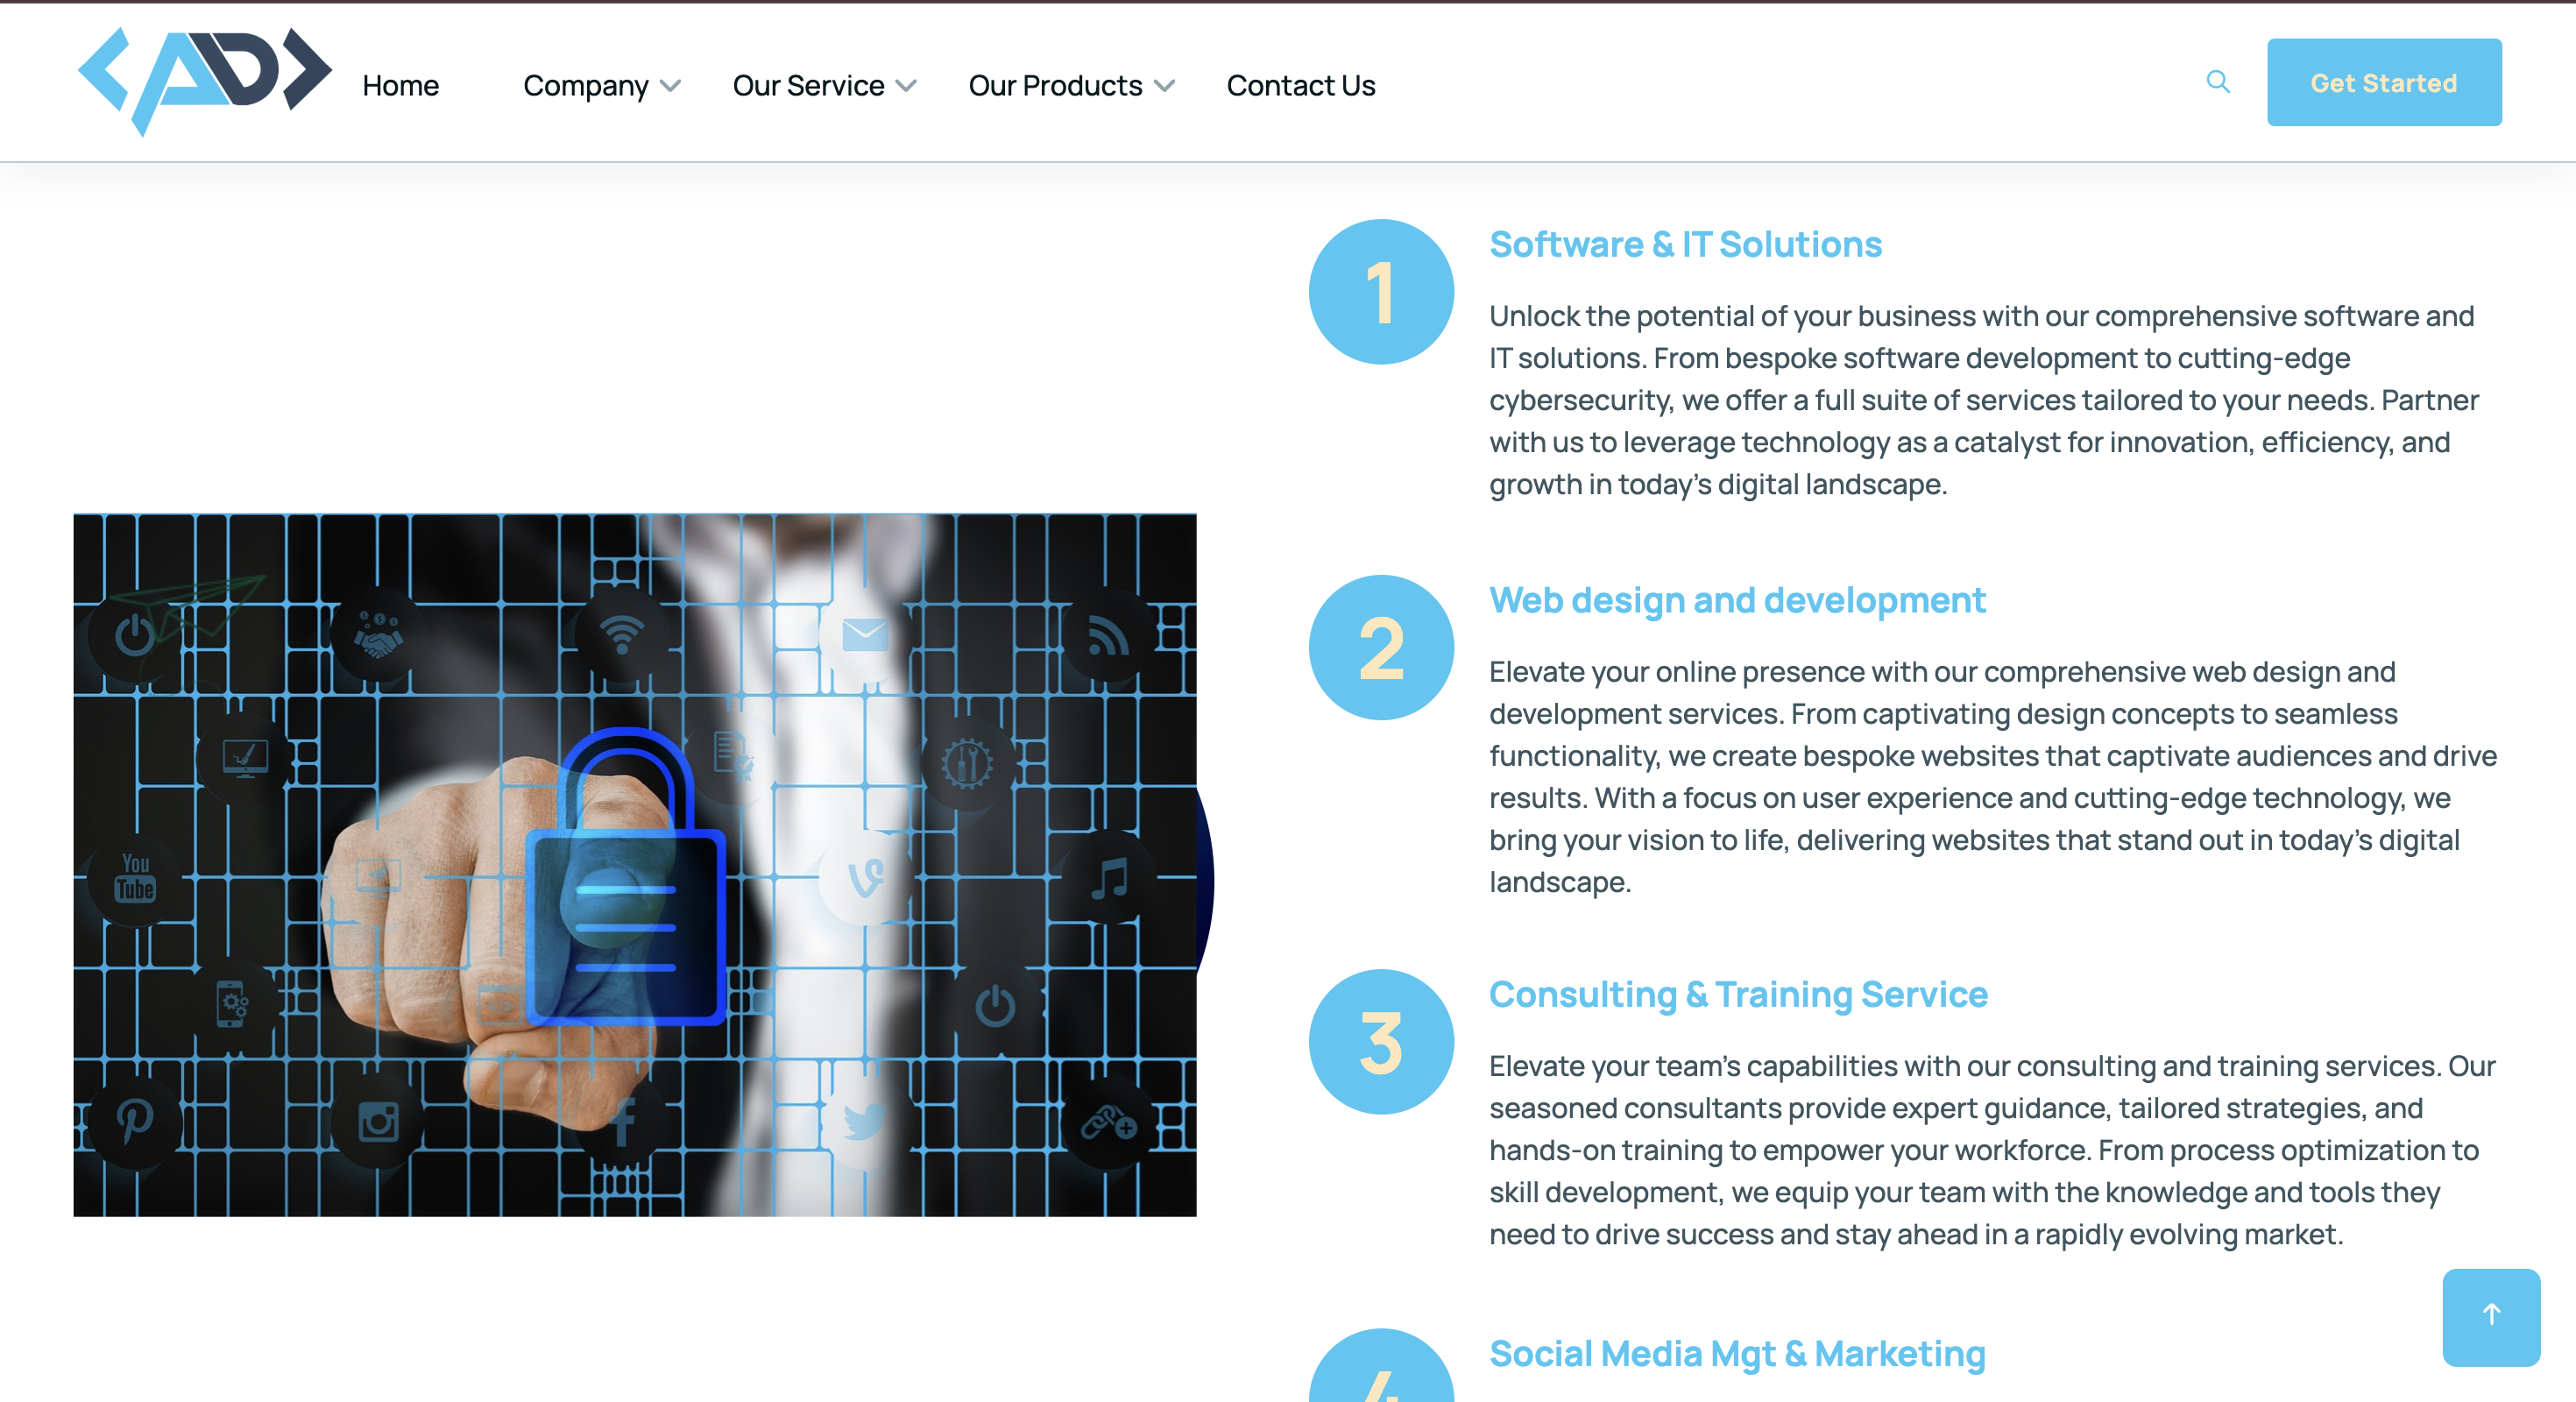 AD
Home
Company
Our Service
Our Products
Contact Us
Get Started
1
Software & IT Solutions
Unlock the potential of your business with our comprehensive software and
IT solutions. From bespoke software development to cutting-edge
cybersecurity, we offer a full suite of services tailored to your needs. Partner
with us to leverage technology as a catalyst for innovation, efficiency, and
growth in today’s digital landscape.
You
Tube
2
Web design and development
Elevate your online presence with our comprehensive web design and
development services. From captivating design concepts to seamless
functionality, we create bespoke websites that captivate audiences and drive
results. With a focus on user experience and cutting-edge technology, we
bring your vision to life, delivering websites that stand out in today’s digital
landscape.
3
Consulting & Training Service
Elevate your team’s capabilities with our consulting and training services. Our
seasoned consultants provide expert guidance, tailored strategies, and
hands-on training to empower your workforce. From process optimization to
skill development, we equip your team with the knowledge and tools they
need to drive success and stay ahead in a rapidly evolving market.
4
Social Media Mgt & Marketing